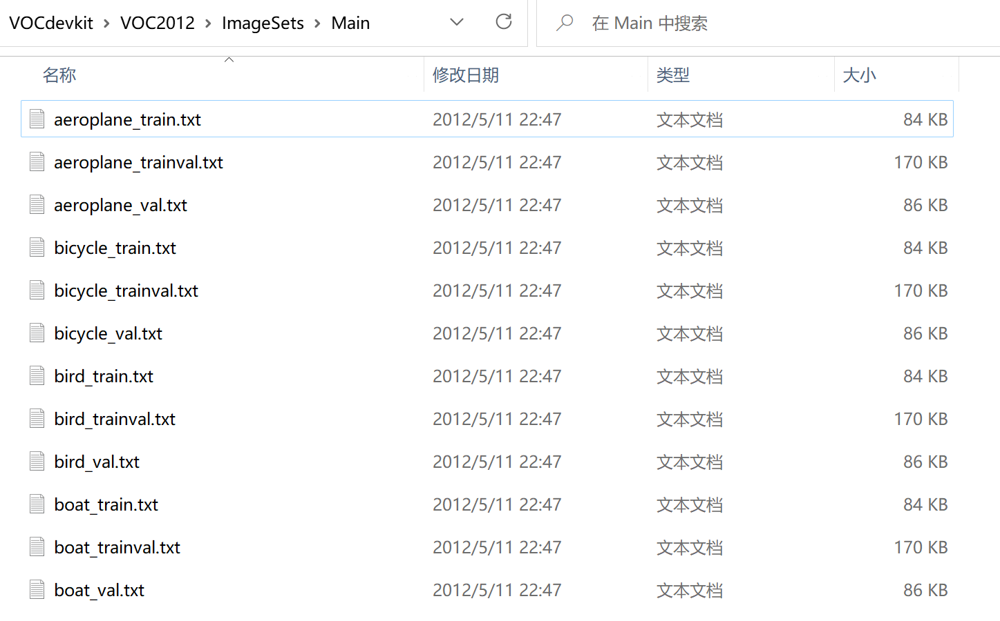 VOCdevkit > VOC2012 > ImageSets > Main 在 Main 中搜索
名称 修改日期 类型 大小
aeroplane_train.txt 2012/5/11 22:47 文本文档 84 KB
aeroplane_trainval.txt 2012/5/11 22:47 文本文档 170 KB
aeroplane_val.txt 2012/5/11 22:47 文本文档 86 KB
bicycle_train.txt 2012/5/11 22:47 文本文档 84 KB
bicycle_trainval.txt 2012/5/11 22:47 文本文档 170 KB
bicycle_val.txt 2012/5/11 22:47 文本文档 86 KB
bird_train.txt 2012/5/11 22:47 文本文档 84 KB
bird_trainval.txt 2012/5/11 22:47 文本文档 170 KB
bird_val.txt 2012/5/11 22:47 文本文档 86 KB
boat_train.txt 2012/5/11 22:47 文本文档 84 KB
boat_trainval.txt 2012/5/11 22:47 文本文档 170 KB
boat_val.txt 2012/5/11 22:47 文本文档 86 KB